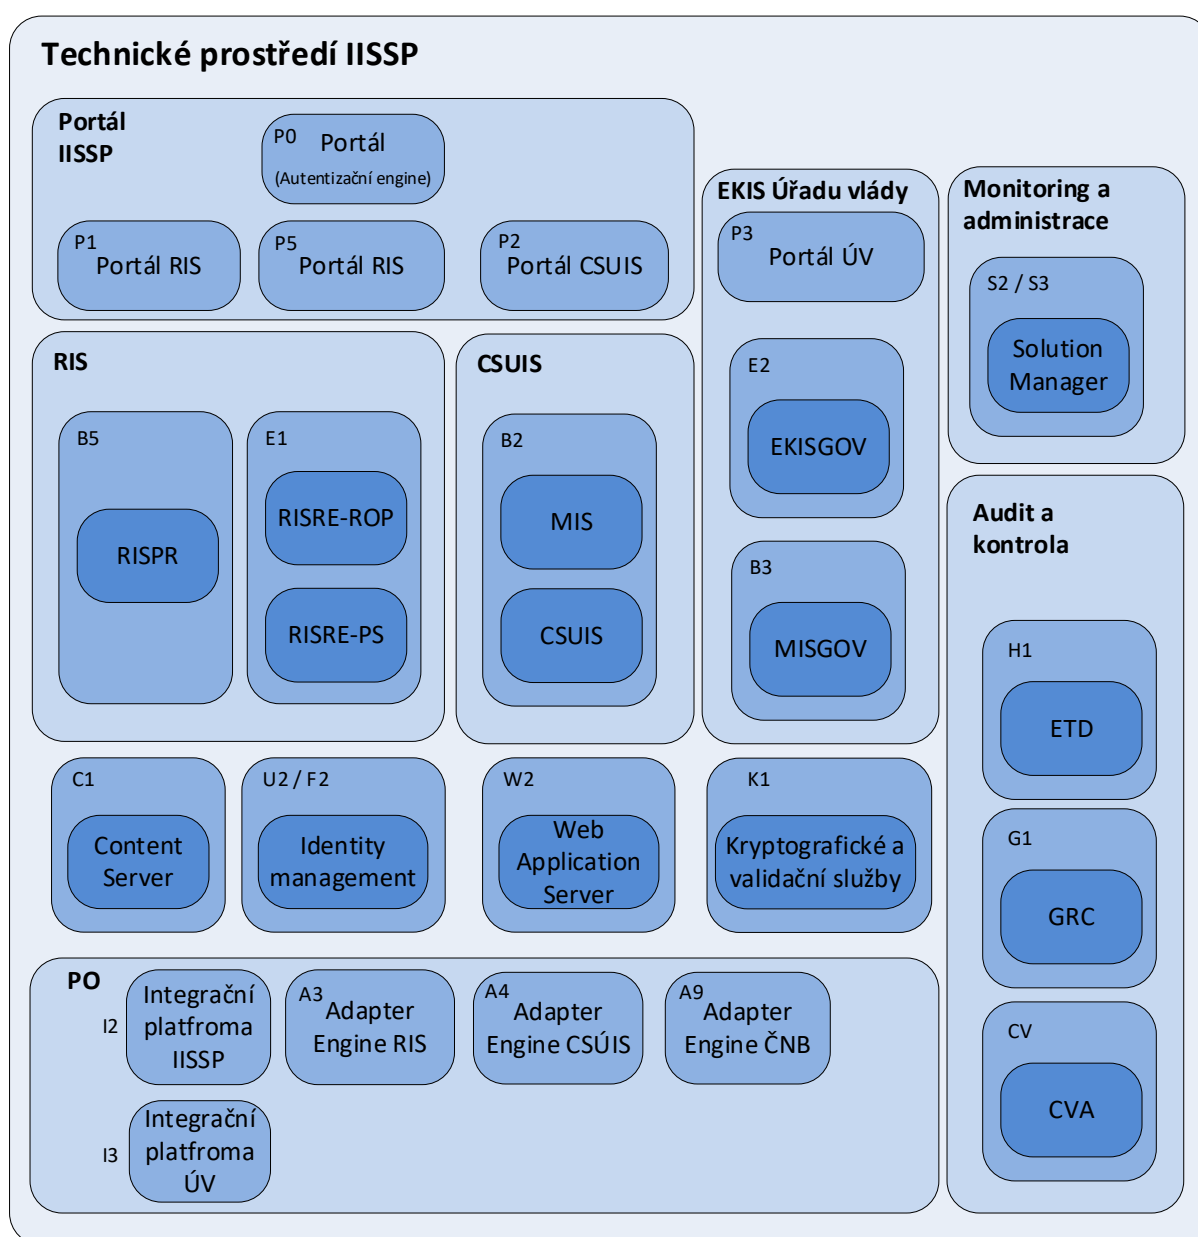 Technické prostředí IISSP
Portál
IISSP
P0
Portál
(Autentizační engine)
P1
Portál RIS
P5
Portál RIS
P2
Portál CSUIS
EKIS Úřadu vlády
P3
Portál ÚV
E2
EKISGOV
B3
MISGOV
Monitoring a
administrace
S2 / S3
Solution
Manager
RIS
B5
RISPR
E1
RISRE-ROP
RISRE-PS
CSUIS
B2
MIS
CSUIS
Audit a
kontrola
H1
ETD
G1
GRC
CV
CVA
C1
Content
Server
U2 / F2
Identity
management
W2
Web
Application
Server
K1
Kryptografické a
validační služby
PO
I2
Integrační
platfroma
IISSP
A3
Adapter
Engine RIS
A4
Adapter
Engine CSÚIS
A9
Adapter
Engine ČNB
I3
Integrační
platfroma
ÚV